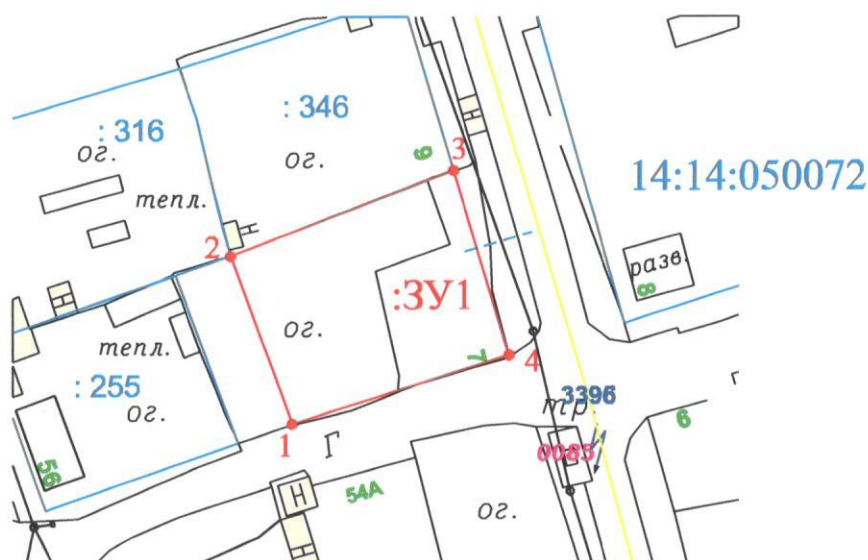 : 316
: 346
ог.
ог.
9
3
14:14:050072
тепл.
Н
Н
2
разв.
8
Н
:ЗУ1
ог.
тепл.
7
4
: 255
ог.
3396
тр
1
Г
6
0085
56
54А
Н
ог.
Н